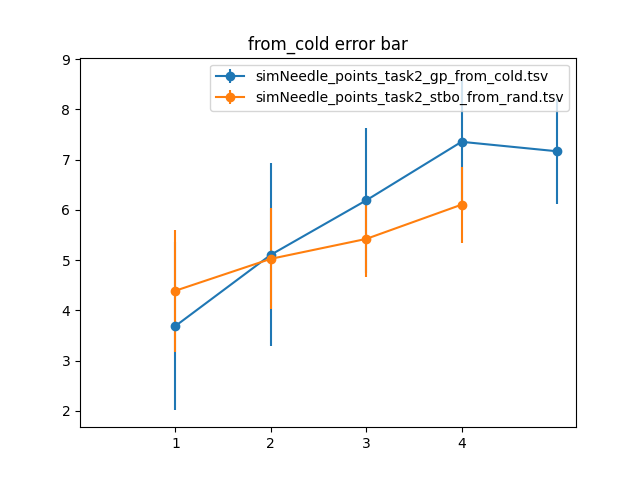 from_cold error bar
simNeedle_points_task2_gp_from_cold.tsv
simNeedle_points_task2_stbo_from_rand.tsv
9
8
7
6
5
4
3
2
1 2 3 4